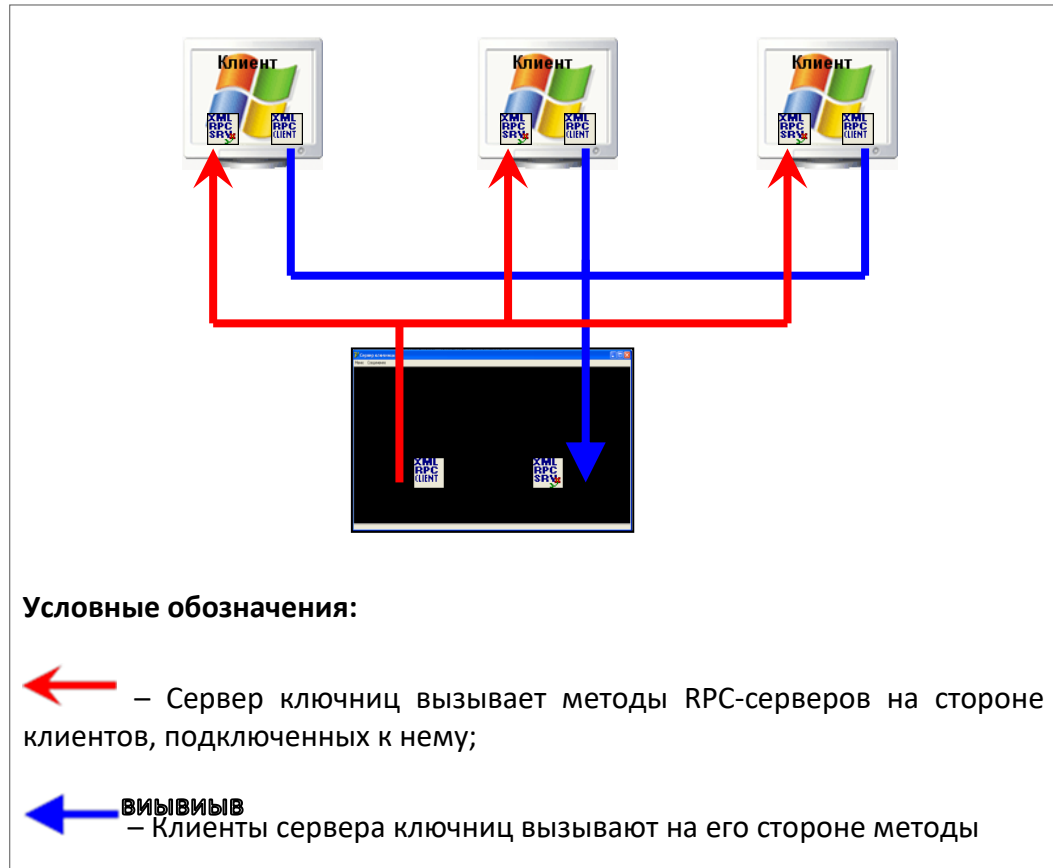 Клиент Клиент Клиент
XML RPC SRV XML RPC CLIENT XML RPC SRV XML RPC CLIENT XML RPC SRV XML RPC CLIENT
XML RPC CLIENT XML RPC SRV
Условные обозначения:
– Сервер ключниц вызывает методы RPC-серверов на стороне
клиентов, подключенных к нему;
виывиыв
– Клиенты сервера ключниц вызывают на его стороне методы